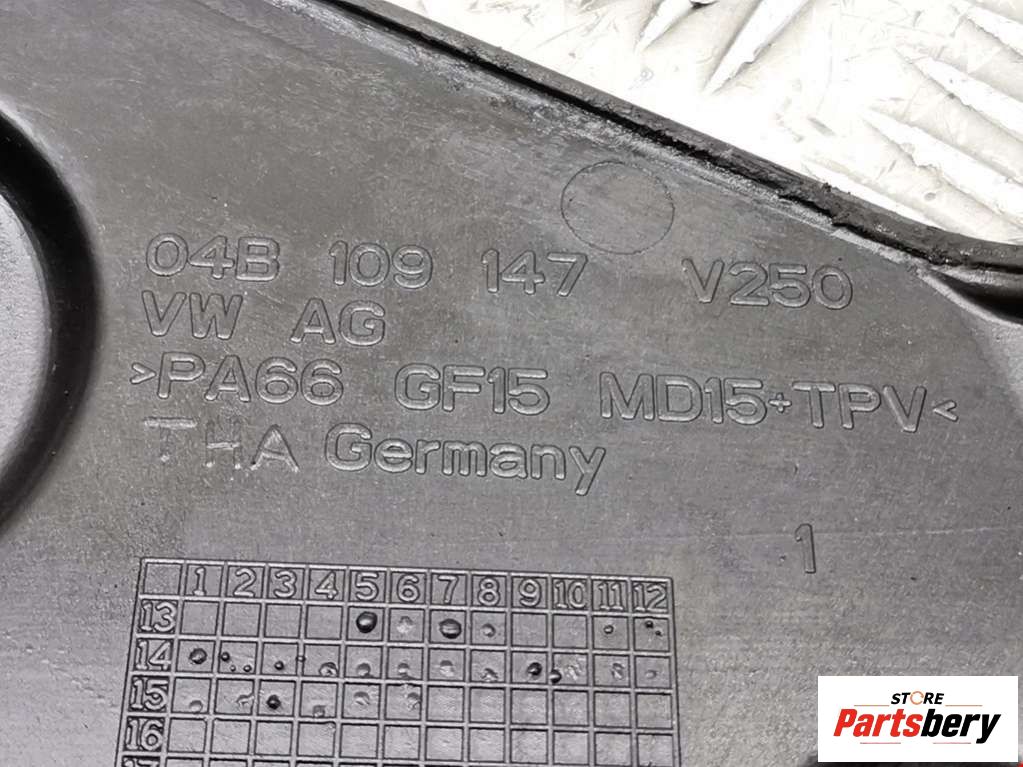 04B 109 147 V250
VW AG
>PA66 GF15 MD15+TPV<
THA Germany
1
1 2 3 4 5 6 7 8 9 10 11 12
13
14
15
16
STORE
Partsbery